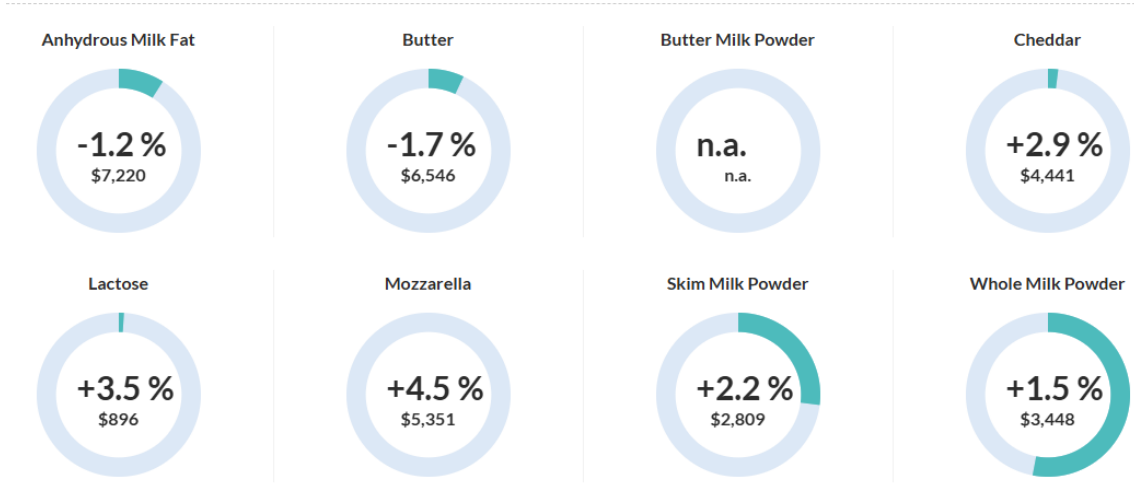 Anhydrous Milk Fat
-1.2 %
$7,220
Butter
-1.7 %
$6,546
Butter Milk Powder
n.a.
n.a.
Cheddar
+2.9 %
$4,441
Lactose
+3.5 %
$896
Mozzarella
+4.5 %
$5,351
Skim Milk Powder
+2.2 %
$2,809
Whole Milk Powder
+1.5 %
$3,448